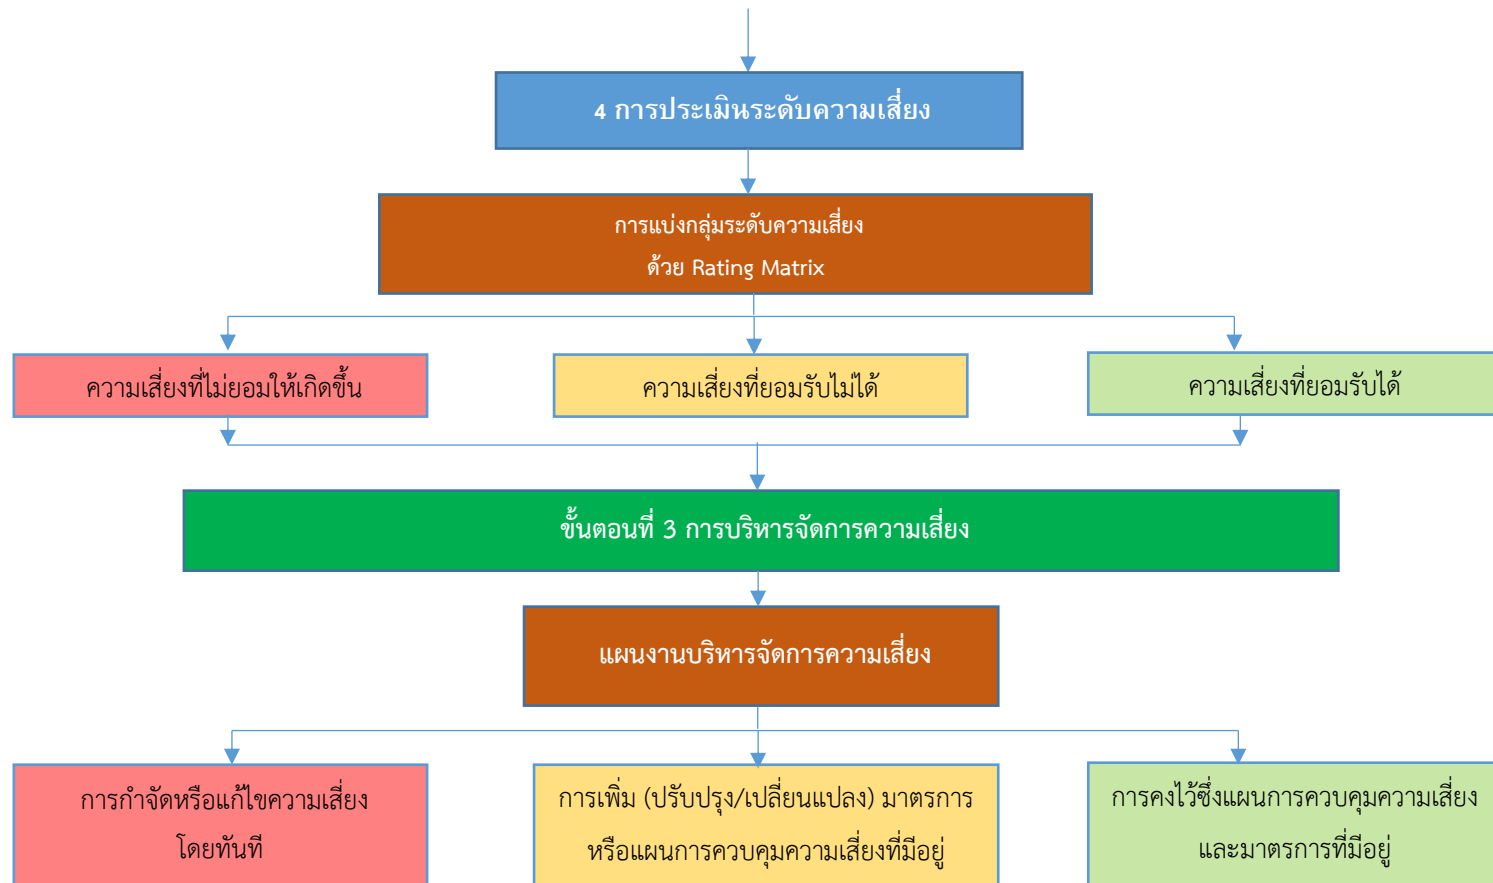 4 การประเมินระดับความเสี่ยง
การแบ่งกลุ่มระดับความเสี่ยง
ด้วย Rating Matrix
ความเสี่ยงที่ไม่ยอมให้เกิดขึ้น
ความเสี่ยงที่ยอมรับไม่ได้
ความเสี่ยงที่ยอมรับได้
ขั้นตอนที่ 3 การบริหารจัดการความเสี่ยง
แผนงานบริหารจัดการความเสี่ยง
การกำจัดหรือแก้ไขความเสี่ยง
โดยทันที
การเพิ่ม (ปรับปรุง/เปลี่ยนแปลง) มาตรการ
หรือแผนการควบคุมความเสี่ยงที่มีอยู่
การคงไว้ซึ่งแผนการควบคุมความเสี่ยง
และมาตรการที่มีอยู่